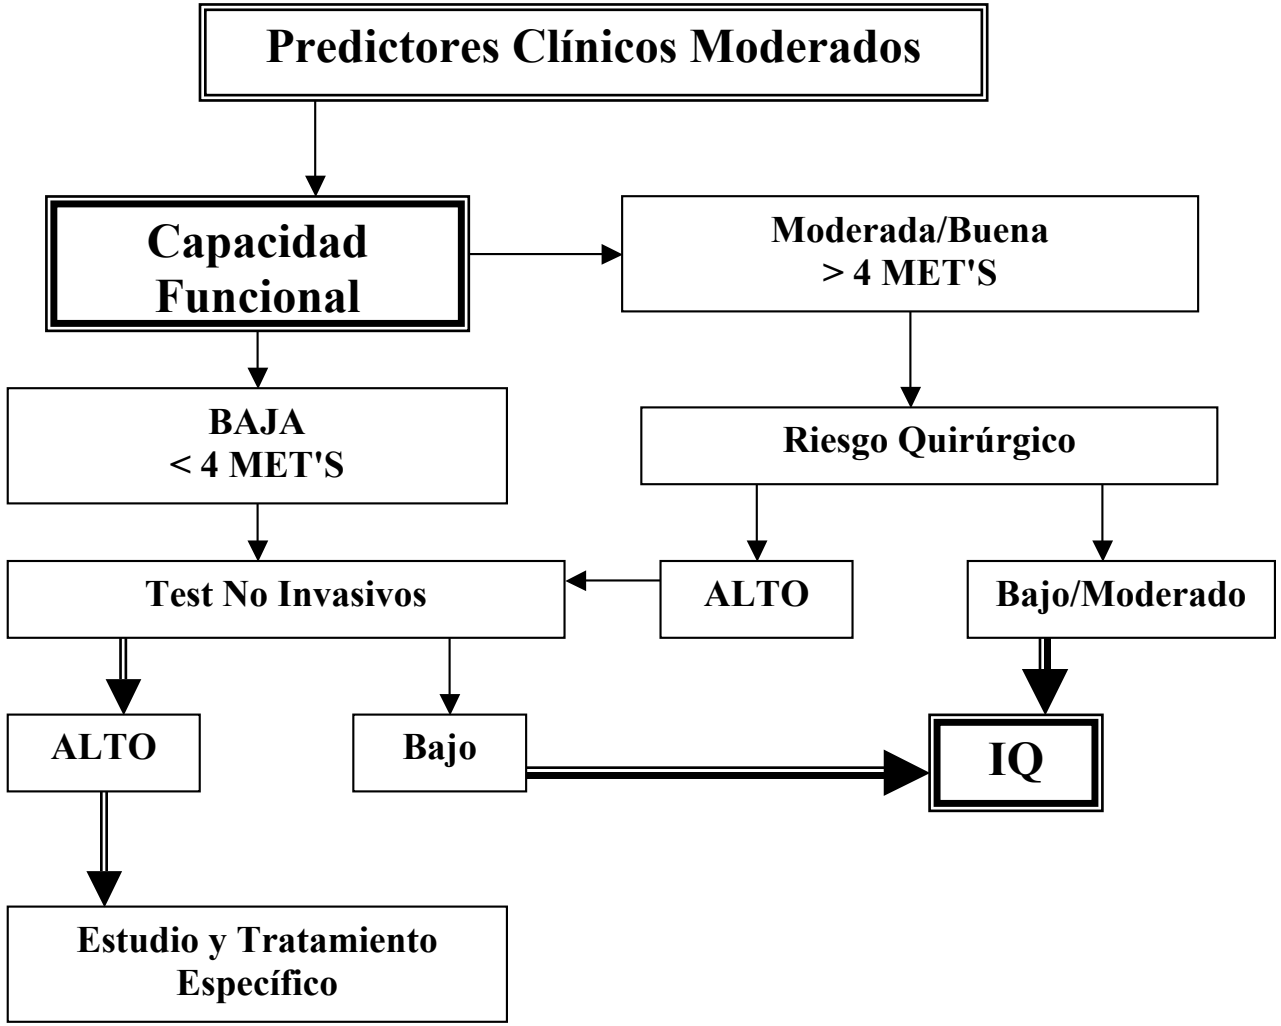 Predictores Clínicos Moderados
Capacidad
Funcional
Moderada/Buena
> 4 MET'S
BAJA
< 4 MET'S
Riesgo Quirúrgico
Test No Invasivos
ALTO
Bajo/Moderado
ALTO
Bajo
IQ
Estudio y Tratamiento
Específico